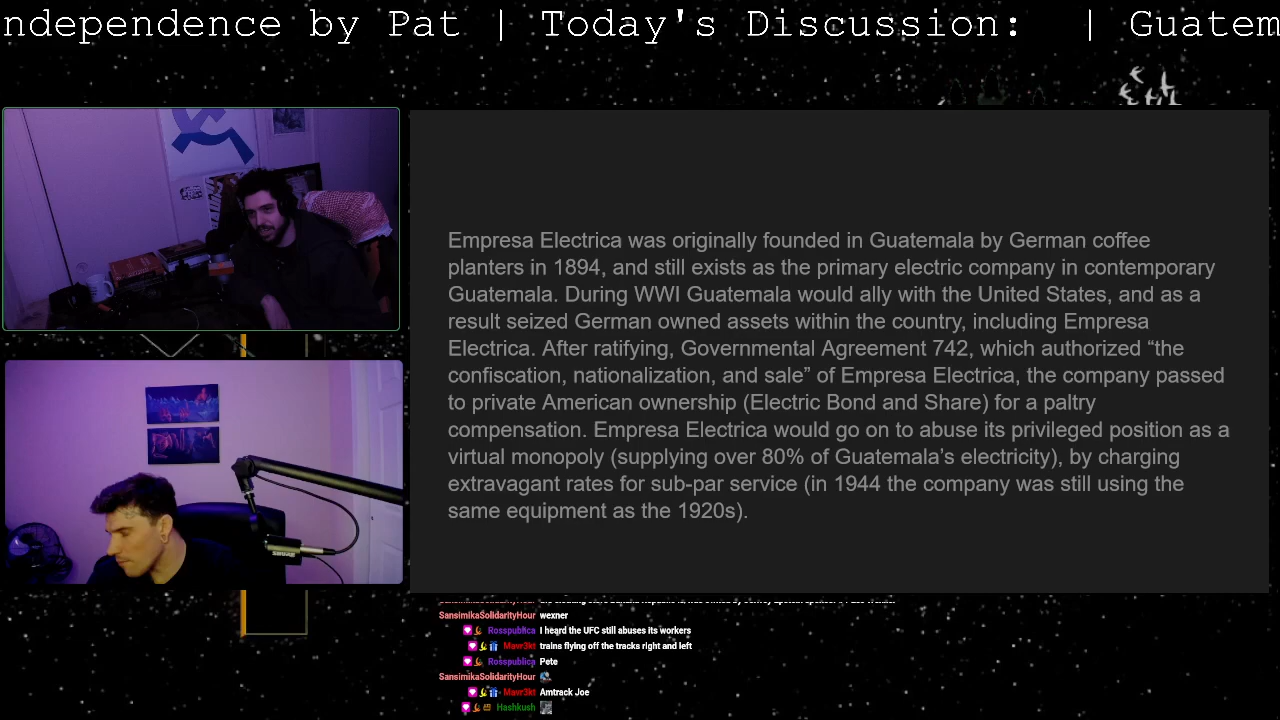 ndependence by Pat | Today's Discussion: | Guatem
Empresa Electrica was originally founded in Guatemala by German coffee
planters in 1894, and still exists as the primary electric company in contemporary
Guatemala. During WWI Guatemala would ally with the United States, and as a
result seized German owned assets within the country, including Empresa
Electrica. After ratifying, Governmental Agreement 742, which authorized “the
confiscation, nationalization, and sale” of Empresa Electrica, the company passed
to private American ownership (Electric Bond and Share) for a paltry
compensation. Empresa Electrica would go on to abuse its privileged position as a
virtual monopoly (supplying over 80% of Guatemala’s electricity), by charging
extravagant rates for sub-par service (in 1944 the company was still using the
same equipment as the 1920s).
SHURE
SansimikaSolidarityHour wexner
Rosspublica I heard the UFC still abuses its workers
Mavr3kt trains flying off the tracks right and left
Rosspublica Pete
SansimikaSolidarityHour
Mavr3kt Amtrack Joe
Hashkush